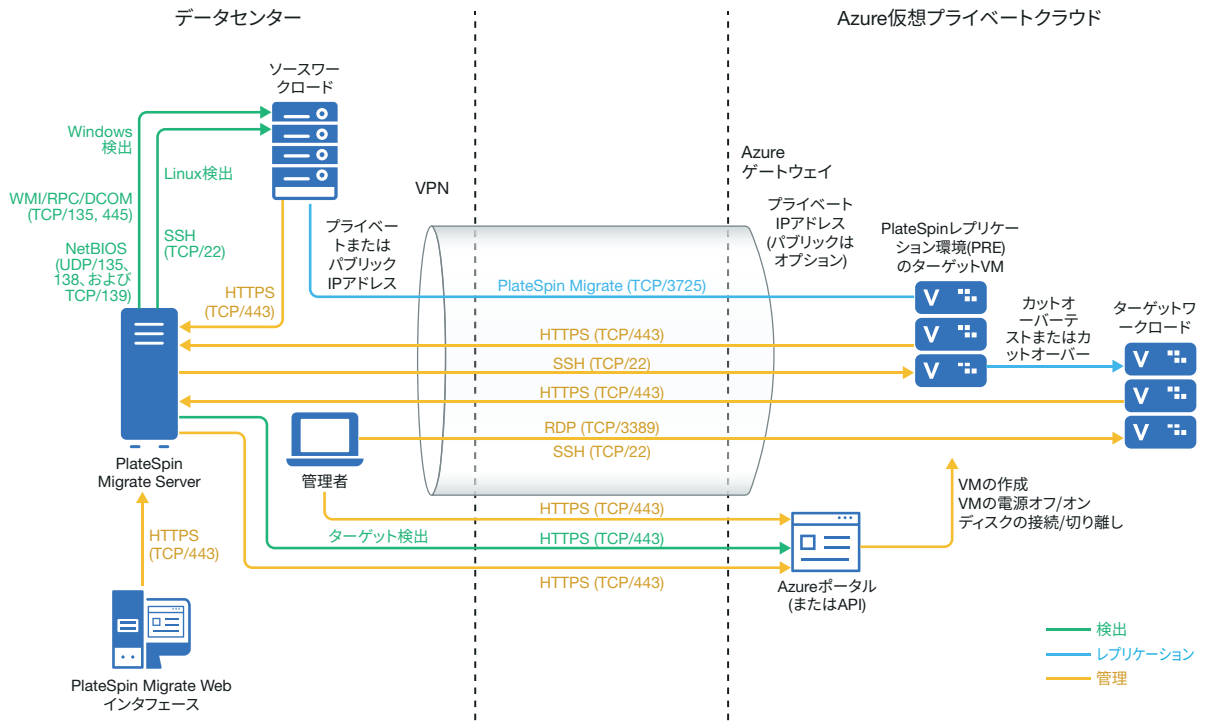 データセンター
Azure仮想プライベートクラウド
ソースワー
クロード
Windows
検出
Linux検出
WMI/RPC/DCOM
(TCP/135, 445)
SSH
(TCP/22)
NetBIOS
(UDP/135、
138、および
TCP/139)
HTTPS
(TCP/443)
プライベー
トまたは
パブリック
IPアドレス
VPN
Azure
ゲートウェイ
プライベート
IPアドレス
(パブリックは
オプション)
PlateSpinレプリケー
ション環境(PRE)
のターゲットVM
PlateSpin Migrate (TCP/3725)
HTTPS (TCP/443)
SSH (TCP/22)
HTTPS (TCP/443)
RDP (TCP/3389)
SSH (TCP/22)
カットオ
ーバーテ
ストまたはカ
ットオーバー
ターゲットワ
ークロード
V
V
V
V
V
V
PlateSpin
Migrate Server
管理者
HTTPS (TCP/443)
ターゲット検出
HTTPS (TCP/443)
HTTPS (TCP/443)
VMの作成
VMの電源オフ/オン
ディスクの接続/切り離し
Azureポータル
(またはAPI)
HTTPS
(TCP/443)
PlateSpin Migrate Web
インタフェース
検出
レプリケーション
管理